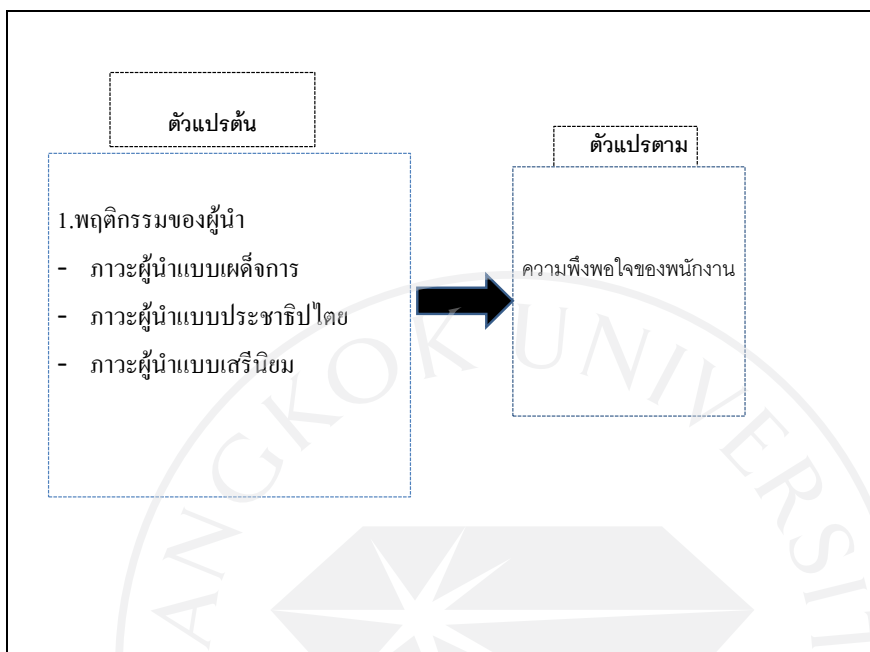 ตัวแปรต้น
1.พฤติกรรมของผู้นำ
- ภาวะผู้นำแบบเผด็จการ
- ภาวะผู้นำแบบประชาธิปไตย
- ภาวะผู้นำแบบเสรีนิยม
ตัวแปรตาม
ความพึงพอใจของพนักงาน
ANGKOK UNIVERSIT